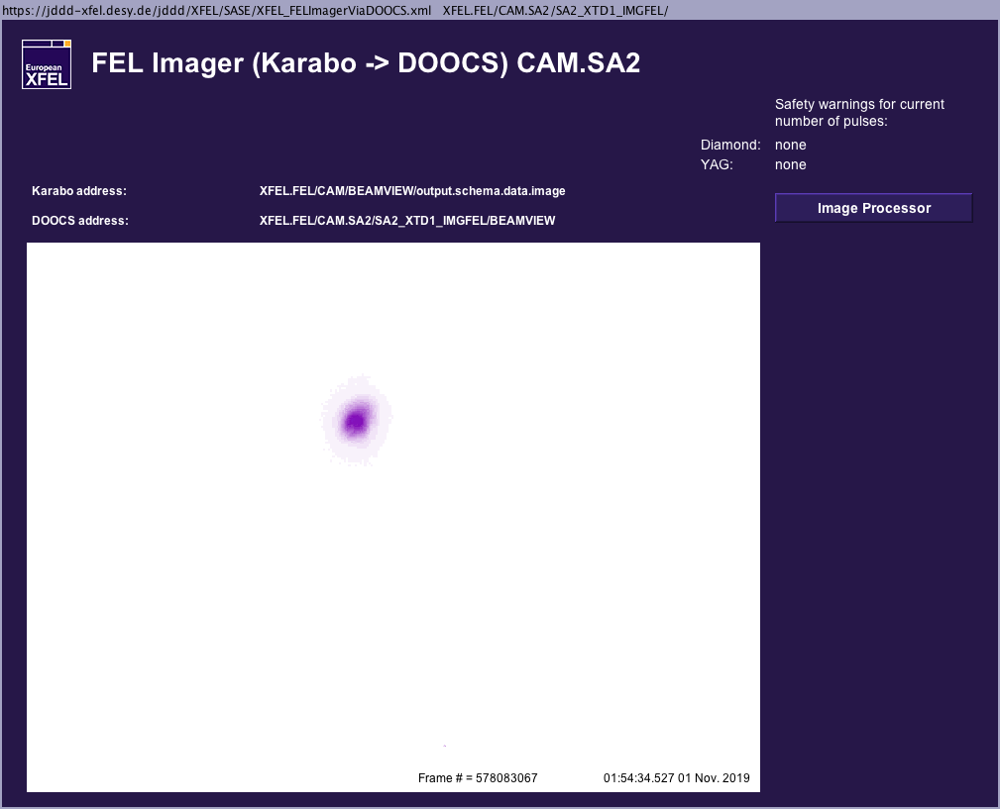 https://jddd-xfel.desy.de/jddd/XFEL/SASE/XFEL_FELImagerViaDOOCS.xml XFEL.FEL/CAM.SA2/SA2_XTD1_IMGFEL/
European
XFEL
FEL Imager (Karabo -> DOOCS) CAM.SA2
Safety warnings for current
number of pulses:
Diamond: none
YAG: none
Karabo address: XFEL.FEL/CAM/BEAMVIEW/output.schema.data.image
DOOCS address: XFEL.FEL/CAM.SA2/SA2_XTD1_IMGFEL/BEAMVIEW
Image Processor
Frame # = 578083067 01:54:34.527 01 Nov. 2019